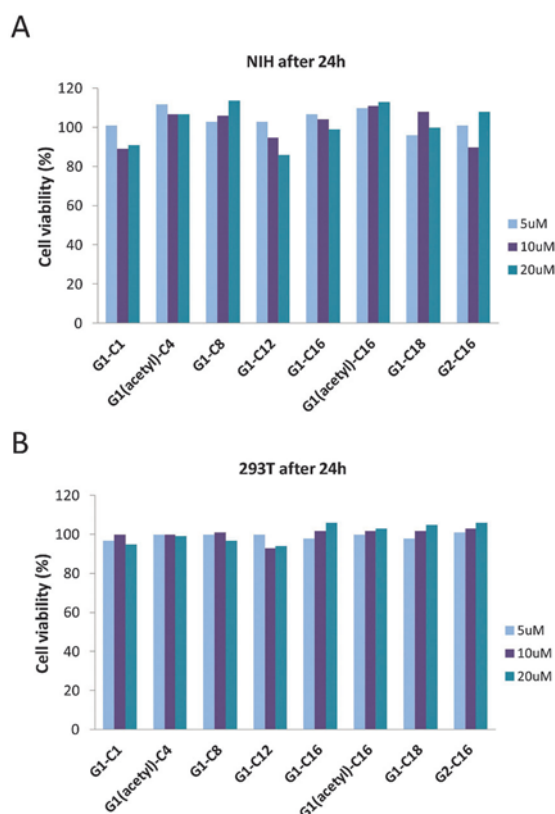 A
NIH after 24h
Cell viability (%)
120
100
80
60
40
20
0
5uM
10uM
20uM
G1-C1
G1(acetyl)-C4
G1-C8
G1-C12
G1-C16
G1(acetyl)-C16
G1-C18
G2-C16
B
293T after 24h
Cell viability (%)
120
100
80
60
40
20
0
5uM
10uM
20uM
G1-C1
G1(acetyl)-C4
G1-C8
G1-C12
G1-C16
G1(acetyl)-C16
G1-C18
G2-C16